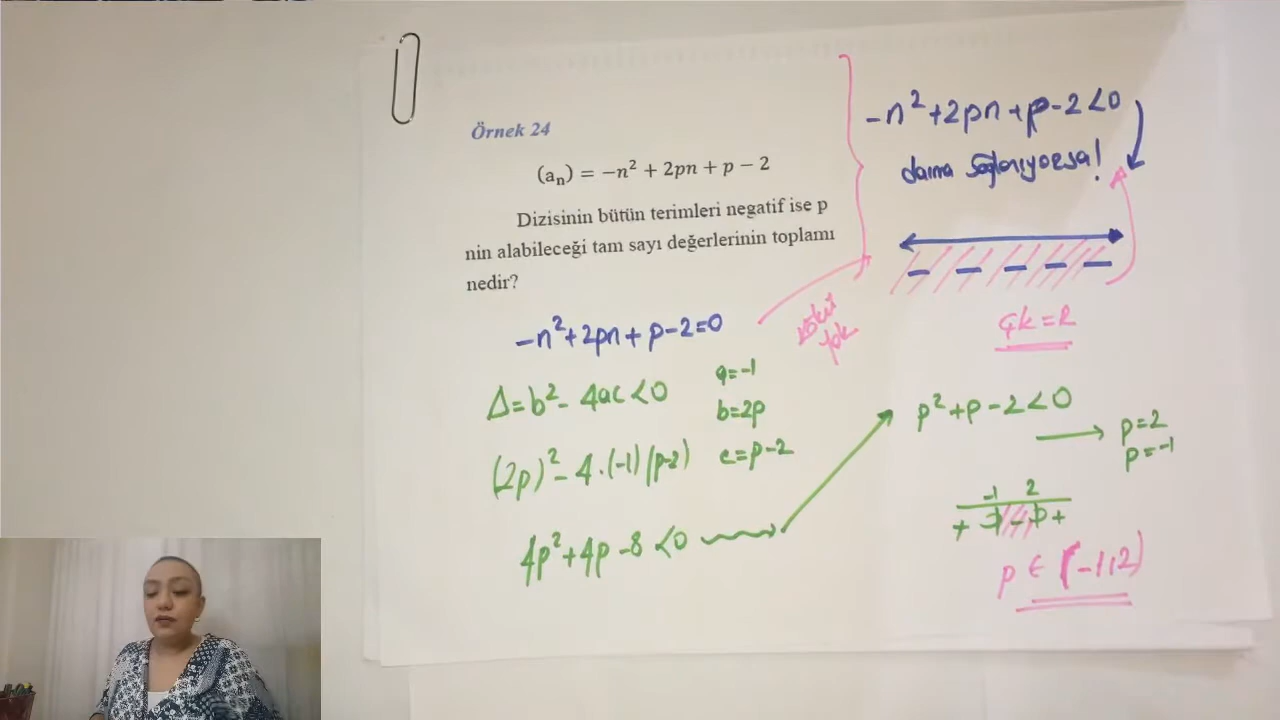 Örnek 24
(aₙ) = −n² + 2pn + p − 2
Dizisinin bütün terimleri negatif ise p
nin alabileceği tam sayı değerlerinin toplamı
nedir?
-n²+2pn+p-2=0
kökü
yok
Δ=b²-4ac<0
a=-1
b=2p
c=p-2
(2p)²-4.(-1)(p-2)
4p²+4p-8<0
-n²+2pn+p-2<0
daima sağlanıyorsa!
- - - - -
çk=R
p²+p-2<0
p=2
p=-1
-1 2
+ - +
p ∈ (-1,2)